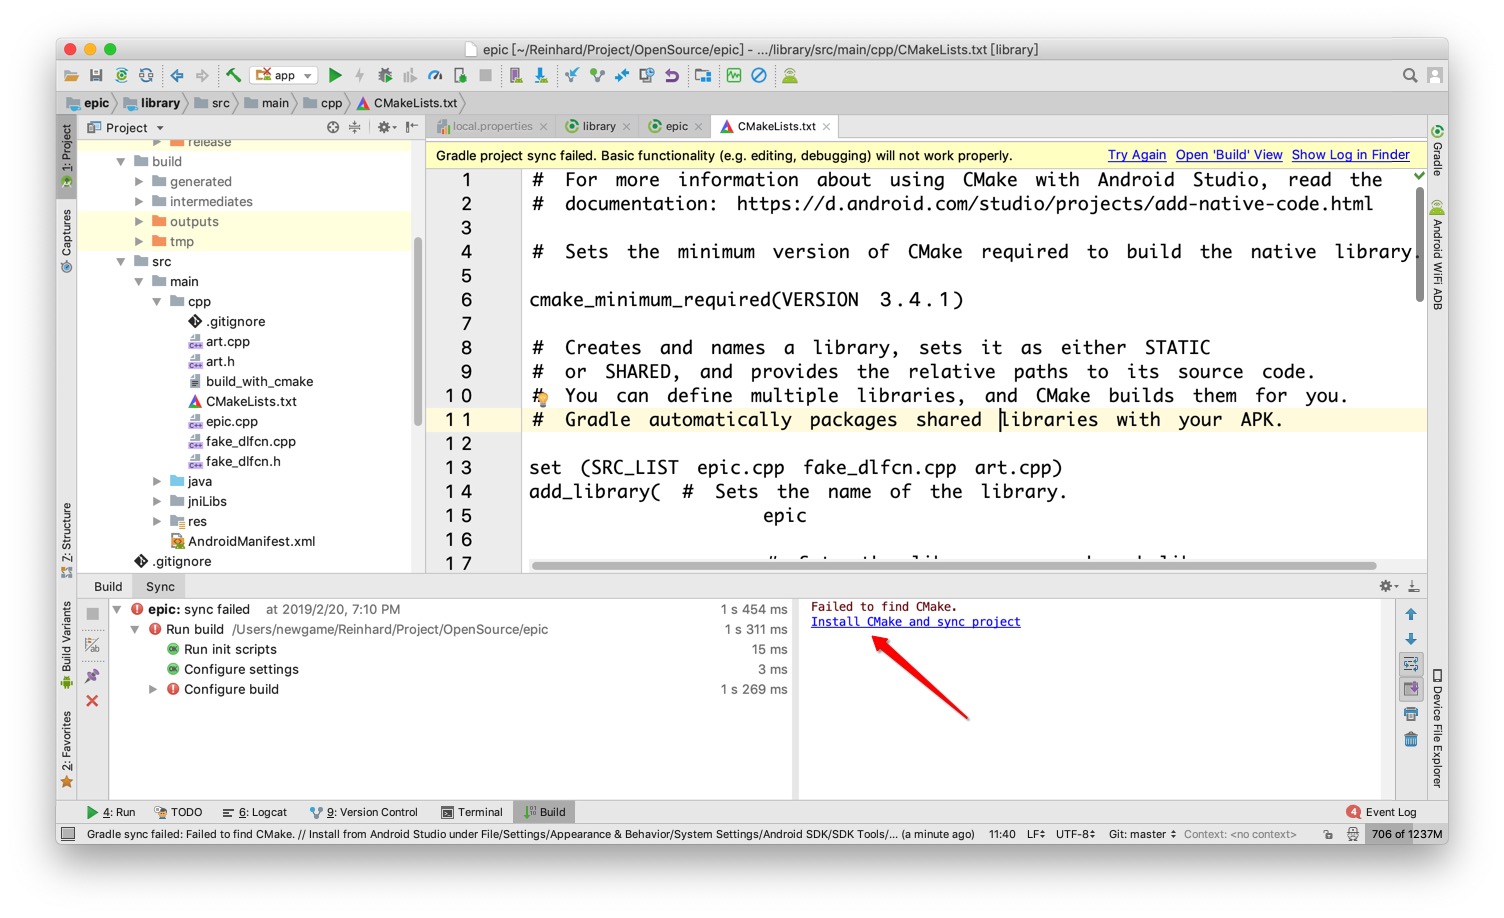 epic [~/Reinhard/Project/OpenSource/epic] - .../library/src/main/cpp/CMakeLists.txt [library]
app
epic library src main cpp CMakeLists.txt
1: Project
Captures
Z: Structure
Build Variants
2: Favorites
Project
release
build
generated
intermediates
outputs
tmp
src
main
cpp
.gitignore
art.cpp
art.h
build_with_cmake
CMakeLists.txt
epic.cpp
fake_dlfcn.cpp
fake_dlfcn.h
java
jniLibs
res
AndroidManifest.xml
.gitignore
local.properties library epic CMakeLists.txt
Gradle project sync failed. Basic functionality (e.g. editing, debugging) will not work properly. Try Again Open 'Build' View Show Log in Finder
1 # For more information about using CMake with Android Studio, read the
2 # documentation: https://d.android.com/studio/projects/add-native-code.html
3
4 # Sets the minimum version of CMake required to build the native library.
5
6 cmake_minimum_required(VERSION 3.4.1)
7
8 # Creates and names a library, sets it as either STATIC
9 # or SHARED, and provides the relative paths to its source code.
10 # You can define multiple libraries, and CMake builds them for you.
11 # Gradle automatically packages shared libraries with your APK.
12
13 set (SRC_LIST epic.cpp fake_dlfcn.cpp art.cpp)
14 add_library( # Sets the name of the library.
15 epic
16
17
Gradle
Android WiFi ADB
Device File Explorer
Build Sync
epic: sync failed at 2019/2/20, 7:10 PM 1 s 454 ms
Run build /Users/newgame/Reinhard/Project/OpenSource/epic 1 s 311 ms
Run init scripts 15 ms
Configure settings 3 ms
Configure build 1 s 269 ms
Failed to find CMake.
Install CMake and sync project
4: Run TODO 6: Logcat 9: Version Control Terminal Build 4 Event Log
Gradle sync failed: Failed to find CMake. // Install from Android Studio under File/Settings/Appearance & Behavior/System Settings/Android SDK/SDK Tools/... (a minute ago) 11:40 LF UTF-8 Git: master Context: <no context> 706 of 1237M